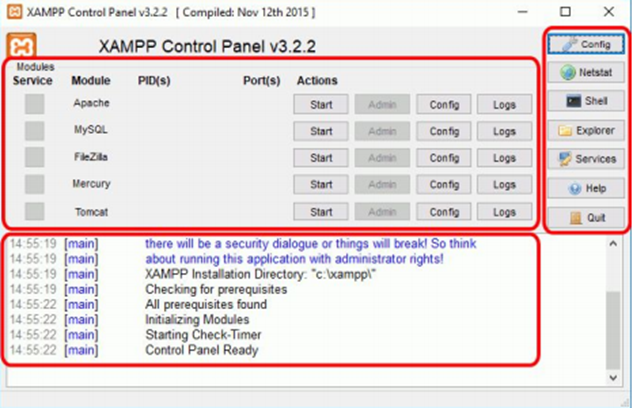 XAMPP Control Panel v3.2.2 [ Compiled: Nov 12th 2015 ]
XAMPP Control Panel v3.2.2
Config
Netstat
Shell
Explorer
Services
Help
Quit
Modules
Service Module PID(s) Port(s) Actions
Apache Start Admin Config Logs
MySQL Start Admin Config Logs
FileZilla Start Admin Config Logs
Mercury Start Admin Config Logs
Tomcat Start Admin Config Logs
14:55:19 [main] there will be a security dialogue or things will break! So think
14:55:19 [main] about running this application with administrator rights!
14:55:19 [main] XAMPP Installation Directory: "c:\xampp\"
14:55:19 [main] Checking for prerequisites
14:55:22 [main] All prerequisites found
14:55:22 [main] Initializing Modules
14:55:22 [main] Starting Check-Timer
14:55:22 [main] Control Panel Ready